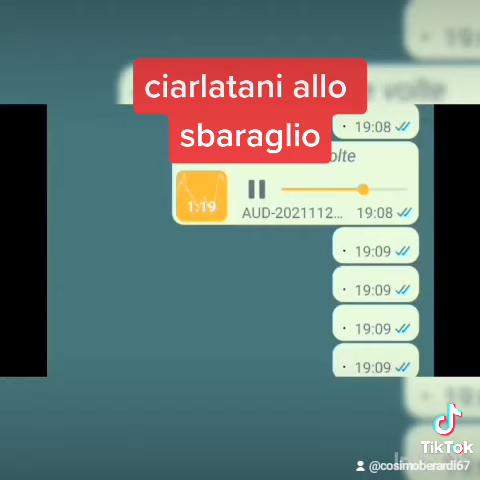 ciarlatani allo
sbaraglio
volte
19:08
olte
1:19
AUD-2021112... 19:08
. 19:09
. 19:09
. 19:09
. 19:09
TikTok
@cosimoberardi67